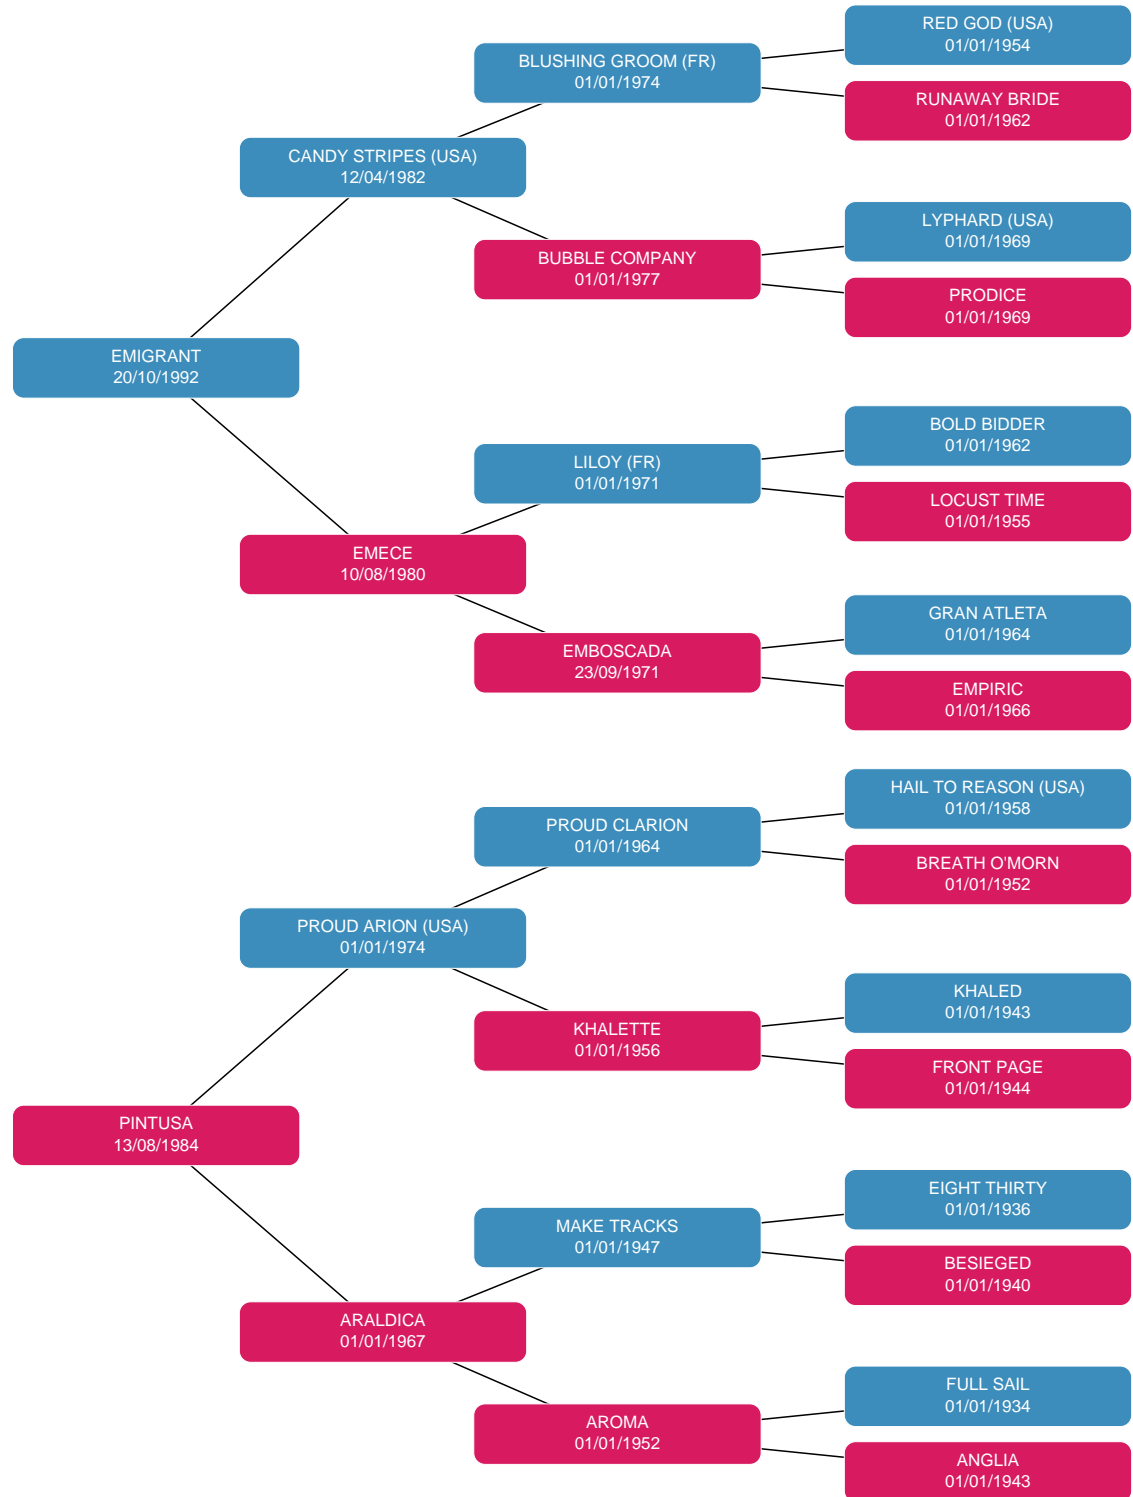 RED GOD (USA)
01/01/1954
BLUSHING GROOM (FR)
01/01/1974
RUNAWAY BRIDE
01/01/1962
CANDY STRIPES (USA)
12/04/1982
LYPHARD (USA)
01/01/1969
BUBBLE COMPANY
01/01/1977
PRODICE
01/01/1969
EMIGRANT
20/10/1992
BOLD BIDDER
01/01/1962
LILOY (FR)
01/01/1971
LOCUST TIME
01/01/1955
EMECE
10/08/1980
GRAN ATLETA
01/01/1964
EMBOSCADA
23/09/1971
EMPIRIC
01/01/1966
HAIL TO REASON (USA)
01/01/1958
PROUD CLARION
01/01/1964
BREATH O'MORN
01/01/1952
PROUD ARION (USA)
01/01/1974
KHALED
01/01/1943
KHALETTE
01/01/1956
FRONT PAGE
01/01/1944
PINTUSA
13/08/1984
EIGHT THIRTY
01/01/1936
MAKE TRACKS
01/01/1947
BESIEGED
01/01/1940
ARALDICA
01/01/1967
FULL SAIL
01/01/1934
AROMA
01/01/1952
ANGLIA
01/01/1943